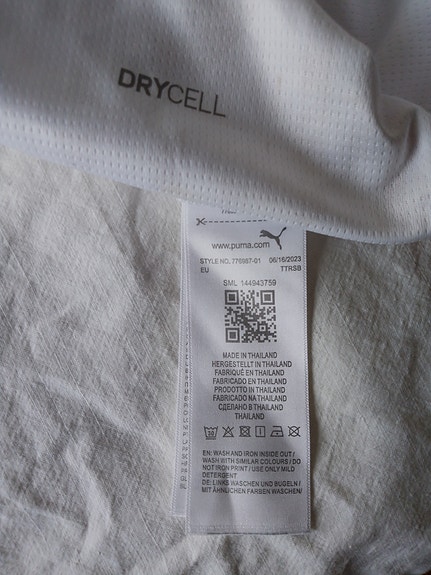 DRYCELL
www.puma.com
STYLE NO. 776987-01 06/16/2023
EU TTRSB
SML 144943759
MADE IN THAILAND
HERGESTELLT IN THAILAND
FABRIQUÉ EN THAILAND
FABRICADO EN THAILAND
PRODOTTO IN THAILAND
FABRICADO NA THAILAND
СДЕЛАНО В THAILAND
THAILAND
EN: WASH AND IRON INSIDE OUT /
WASH WITH SIMILAR COLOURS / DO
NOT IRON PRINT / USE ONLY MILD
DETERGENT
DE: LINKS WASCHEN UND BUGELN /
MIT ÄHNLICHEN FARBEN WASCHEN/